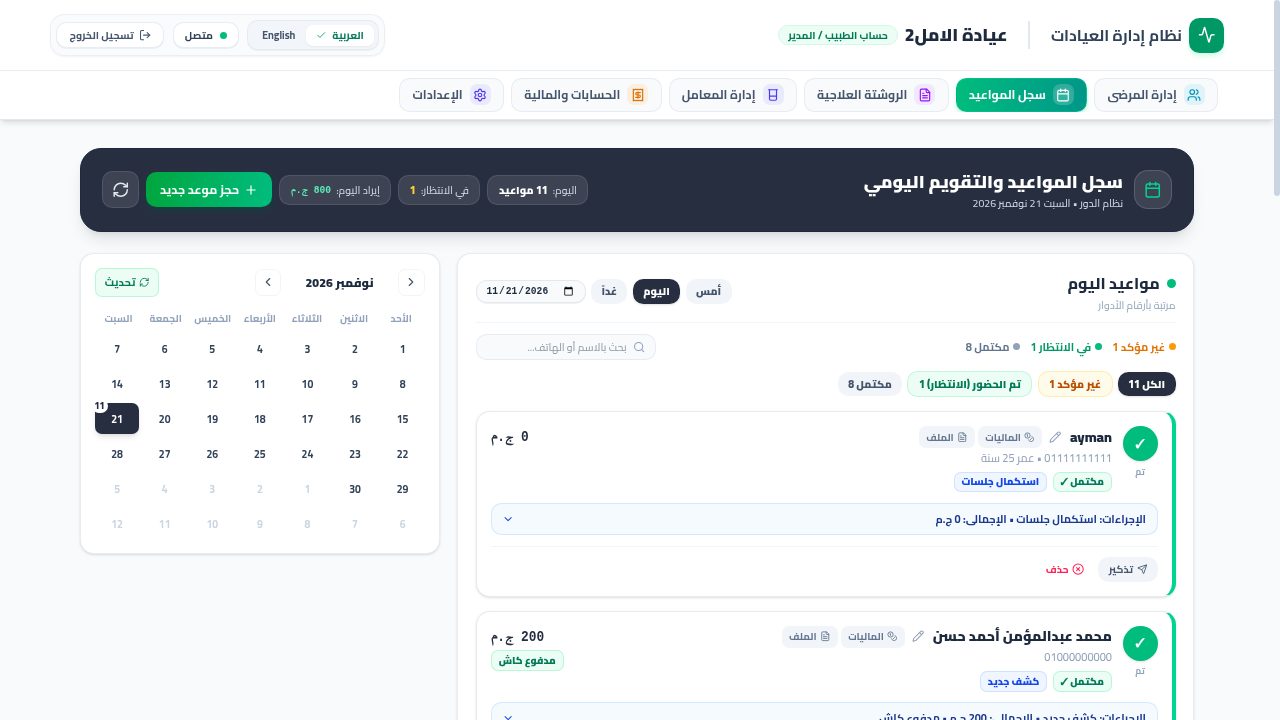 نظام إدارة العيادات
عيادة الامل2
حساب الطبيب / المدير
العربية
English
متصل
تسجيل الخروج
إدارة المرضى
سجل المواعيد
الروشتة العلاجية
إدارة المعامل
الحسابات والمالية
الإعدادات
سجل المواعيد والتقويم اليومي
نظام الدور • السبت 21 نوفمبر 2026
اليوم: 11 مواعيد
في الانتظار: 1
إيراد اليوم: 800 ج.م
+ حجز موعد جديد
مواعيد اليوم
مرتبة بأرقام الأدوار
أمس
اليوم
غداً
11/21/2026
غير مؤكد 1
في الانتظار 1
مكتمل 8
بحث بالاسم أو الهاتف...
الكل 11
غير مؤكد 1
تم الحضور (الانتظار) 1
مكتمل 8
✓
تم
ayman
الماليات
الملف
0 ج.م
01111111111 • عمر 25 سنة
مكتمل ✓
استكمال جلسات
الإجراءات: استكمال جلسات • الإجمالي: 0 ج.م
تذكير
حذف
✓
تم
محمد عبدالمؤمن أحمد حسن
الماليات
الملف
200 ج.م
مدفوع كاش
01000000000
مكتمل ✓
كشف جديد
الإجراءات: كشف جديد • الإجمالي: 200 ج.م • مدفوع كاش
نوفمبر 2026
تحديث
الأحد الاثنين الثلاثاء الأربعاء الخميس الجمعة السبت
1 2 3 4 5 6 7
8 9 10 11 12 13 14
15 16 17 18 19 20 21 11
22 23 24 25 26 27 28
29 30 1 2 3 4 5
6 7 8 9 10 11 12